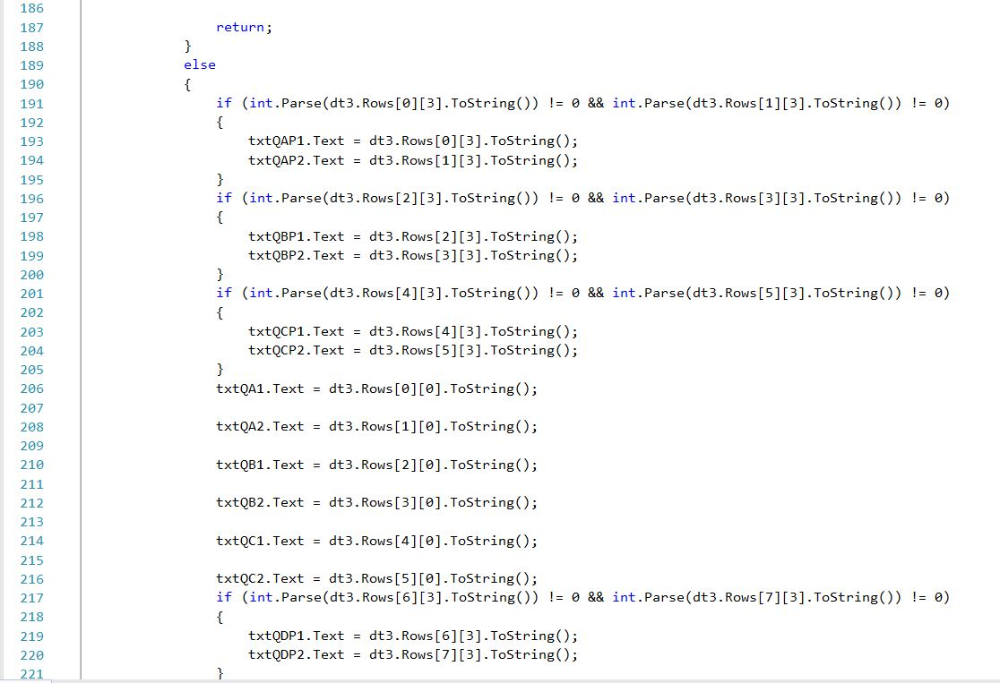 186
187 return;
188 }
189 else
190 {
191 if (int.Parse(dt3.Rows[0][3].ToString()) != 0 && int.Parse(dt3.Rows[1][3].ToString()) != 0)
192 {
193 txtQAP1.Text = dt3.Rows[0][3].ToString();
194 txtQAP2.Text = dt3.Rows[1][3].ToString();
195 }
196 if (int.Parse(dt3.Rows[2][3].ToString()) != 0 && int.Parse(dt3.Rows[3][3].ToString()) != 0)
197 {
198 txtQBP1.Text = dt3.Rows[2][3].ToString();
199 txtQBP2.Text = dt3.Rows[3][3].ToString();
200 }
201 if (int.Parse(dt3.Rows[4][3].ToString()) != 0 && int.Parse(dt3.Rows[5][3].ToString()) != 0)
202 {
203 txtQCP1.Text = dt3.Rows[4][3].ToString();
204 txtQCP2.Text = dt3.Rows[5][3].ToString();
205 }
206 txtQA1.Text = dt3.Rows[0][0].ToString();
207
208 txtQA2.Text = dt3.Rows[1][0].ToString();
209
210 txtQB1.Text = dt3.Rows[2][0].ToString();
211
212 txtQB2.Text = dt3.Rows[3][0].ToString();
213
214 txtQC1.Text = dt3.Rows[4][0].ToString();
215
216 txtQC2.Text = dt3.Rows[5][0].ToString();
217 if (int.Parse(dt3.Rows[6][3].ToString()) != 0 && int.Parse(dt3.Rows[7][3].ToString()) != 0)
218 {
219 txtQDP1.Text = dt3.Rows[6][3].ToString();
220 txtQDP2.Text = dt3.Rows[7][3].ToString();
221 }